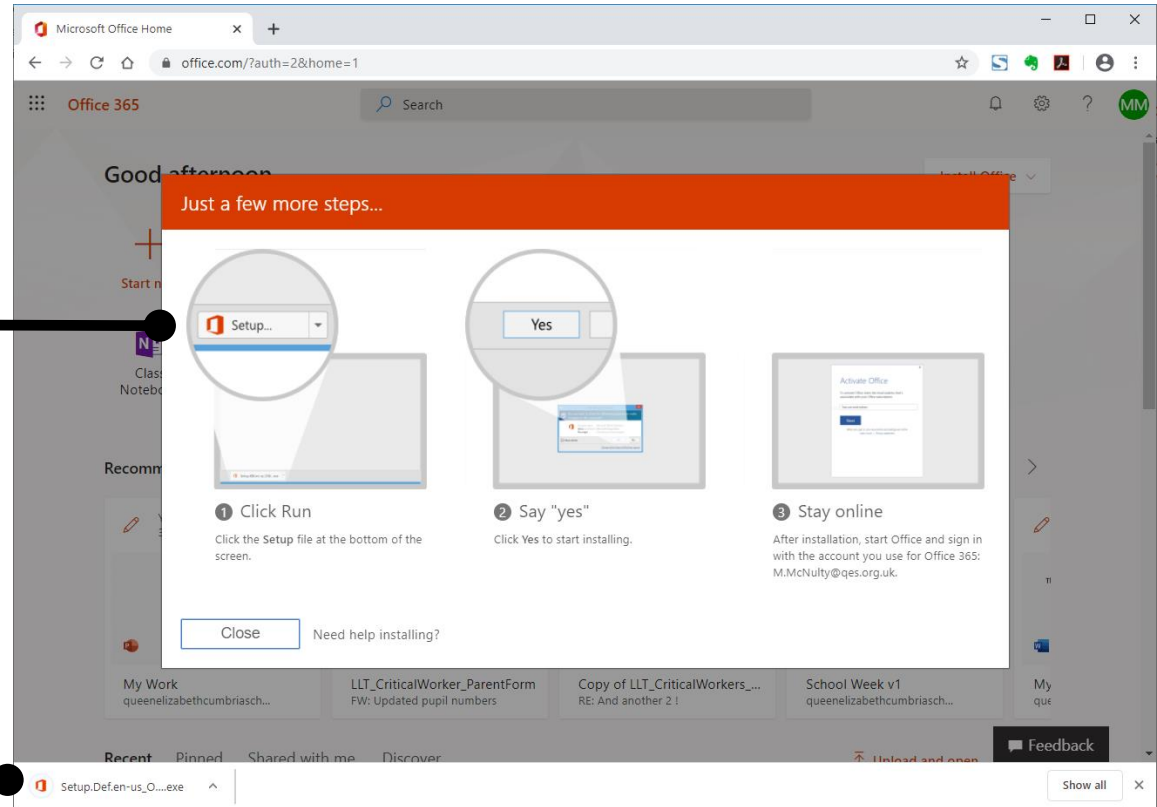 Microsoft Office Home
office.com/?auth=2&home=1
Office 365
Search
MM
Good afternoon
Install Office
Just a few more steps...
Start n
Setup...
Yes
Activate Office
N
Class
Notebo
Recomm
1 Click Run
Click the Setup file at the bottom of the
screen.
2 Say "yes"
Click Yes to start installing.
3 Stay online
After installation, start Office and sign in
with the account you use for Office 365:
M.McNulty@qes.org.uk.
Close
Need help installing?
My Work
queenelizabethcumbriasch...
LLT_CriticalWorker_ParentForm
FW: Updated pupil numbers
Copy of LLT_CriticalWorkers_...
RE: And another 2 !
School Week v1
queenelizabethcumbriasch...
My
que
Feedback
Recent Pinned Shared with me Discover
Upload and open
Setup.Def.en-us_O....exe
Show all